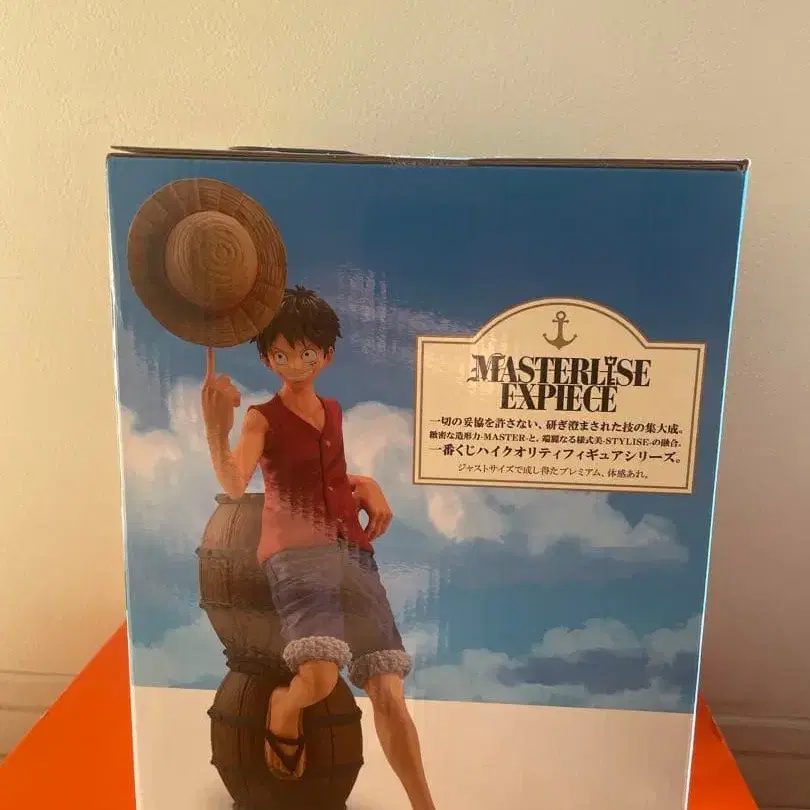 MASTERLISE
EXPIECE
一切の妥協を許さない、研ぎ澄まされた技の集大成。
緻密な造形力-MASTER-と、端麗なる様式美-STYLISE-の融合。
一番くじハイクオリティフィギュアシリーズ。
ジャストサイズで成し得たプレミアム、体感あれ。